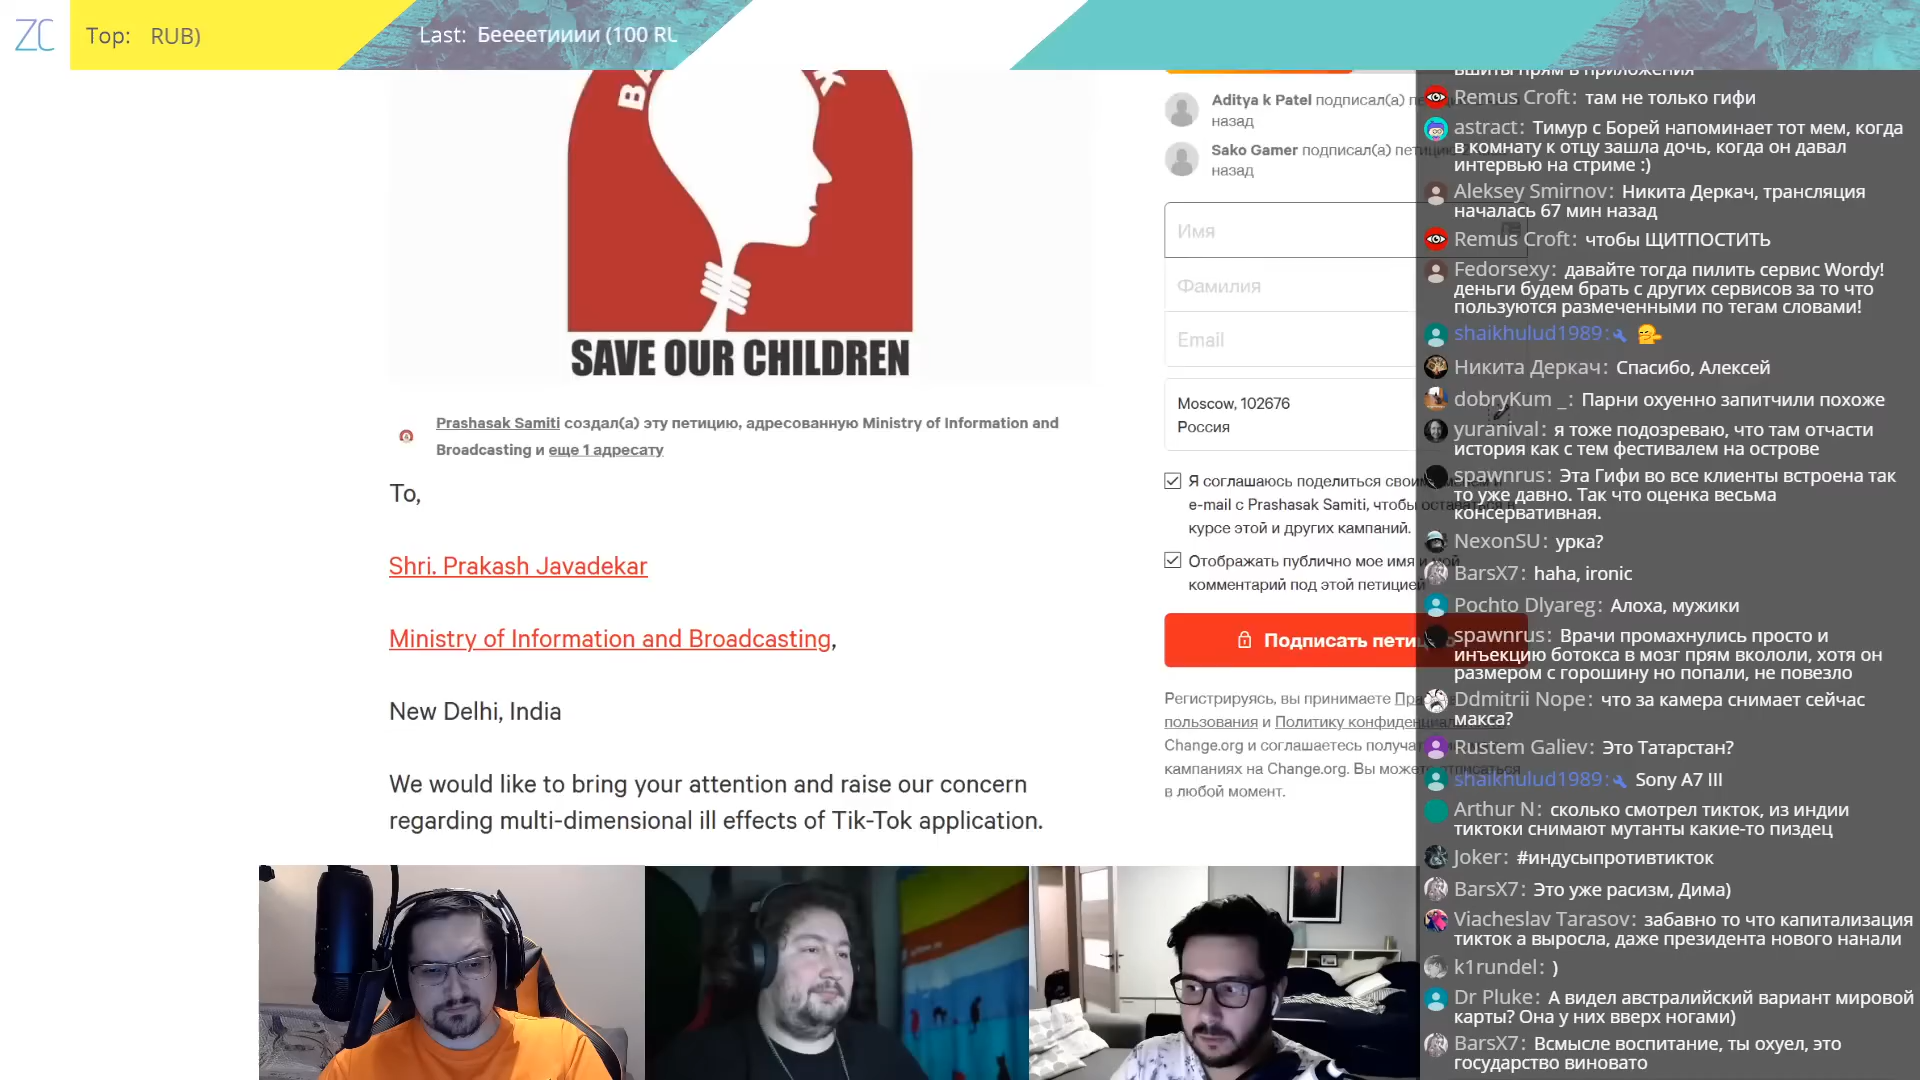 ZC
Top: RUB)
Last: Беееетииии (100 RU
BA K
SAVE OUR CHILDREN
Prashasak Samiti создал(а) эту петицию, адресованную Ministry of Information and
Broadcasting и еще 1 адресату
To,
Shri. Prakash Javadekar
Ministry of Information and Broadcasting,
New Delhi, India
We would like to bring your attention and raise our concern
regarding multi-dimensional ill effects of Tik-Tok application.
Aditya k Patel подписал(а)
назад
Sako Gamer подписал(а)
назад
Имя
Фамилия
Email
Moscow, 102676
Россия
Я соглашаюсь поделиться своим
e-mail с Prashasak Samiti, чтобы оставаться в
курсе этой и других кампаний.
Отображать публично мое имя и мой
комментарий под этой петицией
Подписать
Регистрируясь, вы принимаете
пользования и Политику
Change.org и соглашаетесь
кампаниях на Change.org. Вы можете отписаться
в любой момент.
вшиты прям в приложения
Remus Croft: там не только гифи
astract: Тимур с Борей напоминает тот мем, когда
в комнату к отцу зашла дочь, когда он давал
интервью на стриме :)
Aleksey Smirnov: Никита Деркач, трансляция
началась 67 мин назад
Remus Croft: чтобы ЩИТПОСТИТЬ
Fedorsexy: давайте тогда пилить сервис Wordy!
деньги будем брать с других сервисов за то что
пользуются размеченными по тегам словами!
shaikhulud1989:
Никита Деркач: Спасибо, Алексей
dobryKum _: Парни охуенно запитчили похоже
yuranival: я тоже подозреваю, что там отчасти
история как с тем фестивалем на острове
spawnrus: Эта Гифи во все клиенты встроена так
то уже давно. Так что оценка весьма
консервативная.
NexonSU: урка?
BarsX7: haha, ironic
Pochto Dlyareg: Алоха, мужики
spawnrus: Врачи промахнулись просто и
инъекцию ботокса в мозг прям вкололи, хотя он
размером с горошину но попали, не повезло
Ddmitrii Nope: что за камера снимает сейчас
макса?
Rustem Galiev: Это Татарстан?
shaikhulud1989: Sony A7 III
Arthur N: сколько смотрел тикток, из индии
тиктоки снимают мутанты какие-то пиздец
Joker: #индусыпротивтикток
BarsX7: Это уже расизм, Дима)
Viacheslav Tarasov: забавно то что капитализация
тикток а выросла, даже президента нового нанали
k1rundel: )
Dr Pluke: А видел австралийский вариант мировой
карты? Она у них вверх ногами)
BarsX7: Всмысле воспитание, ты охуел, это
государство виновато